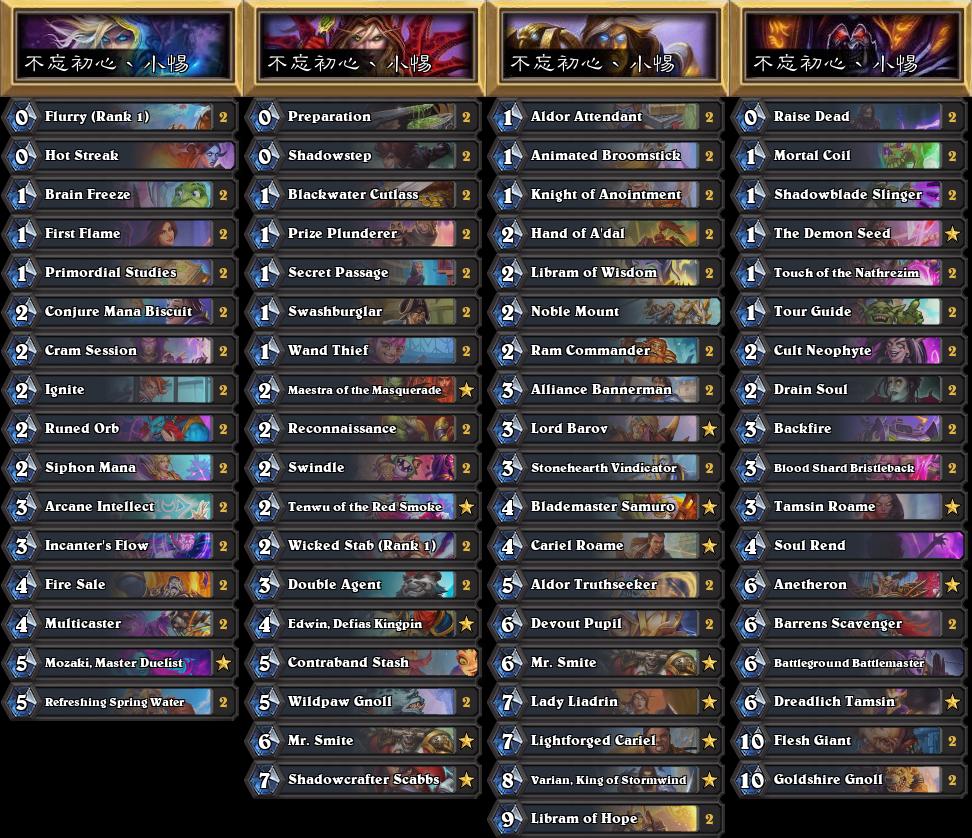 不忘初心、小惕
0 Flurry (Rank 1) 2
0 Hot Streak
1 Brain Freeze 2
1 First Flame 2
1 Primordial Studies 2
2 Conjure Mana Biscuit 2
2 Cram Session 2
2 Ignite 2
2 Runed Orb 2
2 Siphon Mana 2
3 Arcane Intellect 2
3 Incanter's Flow 2
4 Fire Sale 2
4 Multicaster 2
5 Mozaki, Master Duelist
5 Refreshing Spring Water 2
不忘初心、小惕
0 Preparation 2
0 Shadowstep 2
1 Blackwater Cutlass 2
1 Prize Plunderer 2
1 Secret Passage 2
1 Swashburglar 2
1 Wand Thief 2
2 Maestra of the Masquerade
2 Reconnaissance 2
2 Swindle 2
2 Tenwu of the Red Smoke
2 Wicked Stab (Rank 1) 2
3 Double Agent 2
4 Edwin, Defias Kingpin
5 Contraband Stash
5 Wildpaw Gnoll 2
6 Mr. Smite
7 Shadowcrafter Scabbs
不忘初心、小惕
1 Aldor Attendant 2
1 Animated Broomstick 2
1 Knight of Anointment 2
2 Hand of A'dal 2
2 Libram of Wisdom 2
2 Noble Mount
2 Ram Commander 2
3 Alliance Bannerman 2
3 Lord Barov
3 Stonehearth Vindicator 2
4 Blademaster Samuro
4 Cariel Roame
5 Aldor Truthseeker 2
6 Devout Pupil 2
6 Mr. Smite
7 Lady Liadrin
7 Lightforged Cariel
8 Varian, King of Stormwind
9 Libram of Hope 2
不忘初心、小惕
0 Raise Dead 2
1 Mortal Coil 2
1 Shadowblade Slinger 2
1 The Demon Seed
1 Touch of the Nathrezim 2
1 Tour Guide 2
2 Cult Neophyte 2
2 Drain Soul 2
3 Backfire 2
3 Blood Shard Bristleback 2
3 Tamsin Roame
4 Soul Rend
6 Anetheron
6 Barrens Scavenger 2
6 Battleground Battlemaster
6 Dreadlich Tamsin
10 Flesh Giant 2
10 Goldshire Gnoll 2